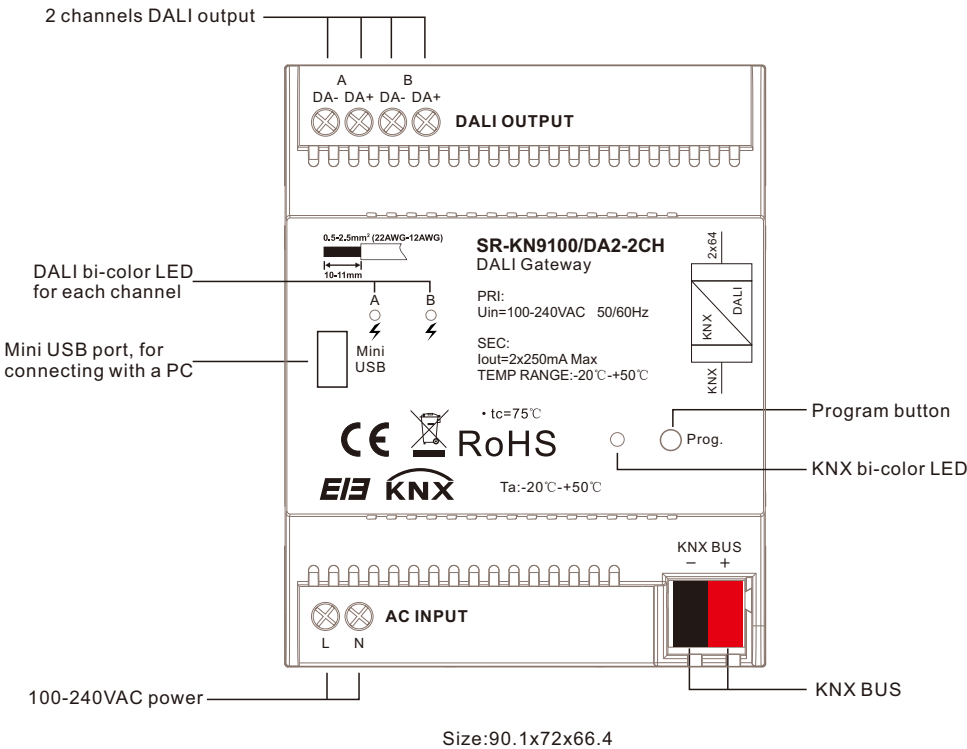 2 channels DALI output
A B
DA- DA+ DA- DA+
DALI OUTPUT
0.5-2.5mm² (22AWG-12AWG)
10-11mm
SR-KN9100/DA2-2CH
DALI Gateway
2x64
KNX
DALI
KNX
DALI bi-color LED
for each channel
A B
PRI:
Uin=100-240VAC 50/60Hz
SEC:
Iout=2x250mA Max
TEMP RANGE:-20℃-+50℃
Mini USB port, for
connecting with a PC
Mini
USB
• tc=75℃
CE
RoHS
Prog.
Program button
KNX bi-color LED
EIB
KNX
Ta:-20℃-+50℃
KNX BUS
– +
AC INPUT
L N
100-240VAC power
KNX BUS
Size:90.1x72x66.4